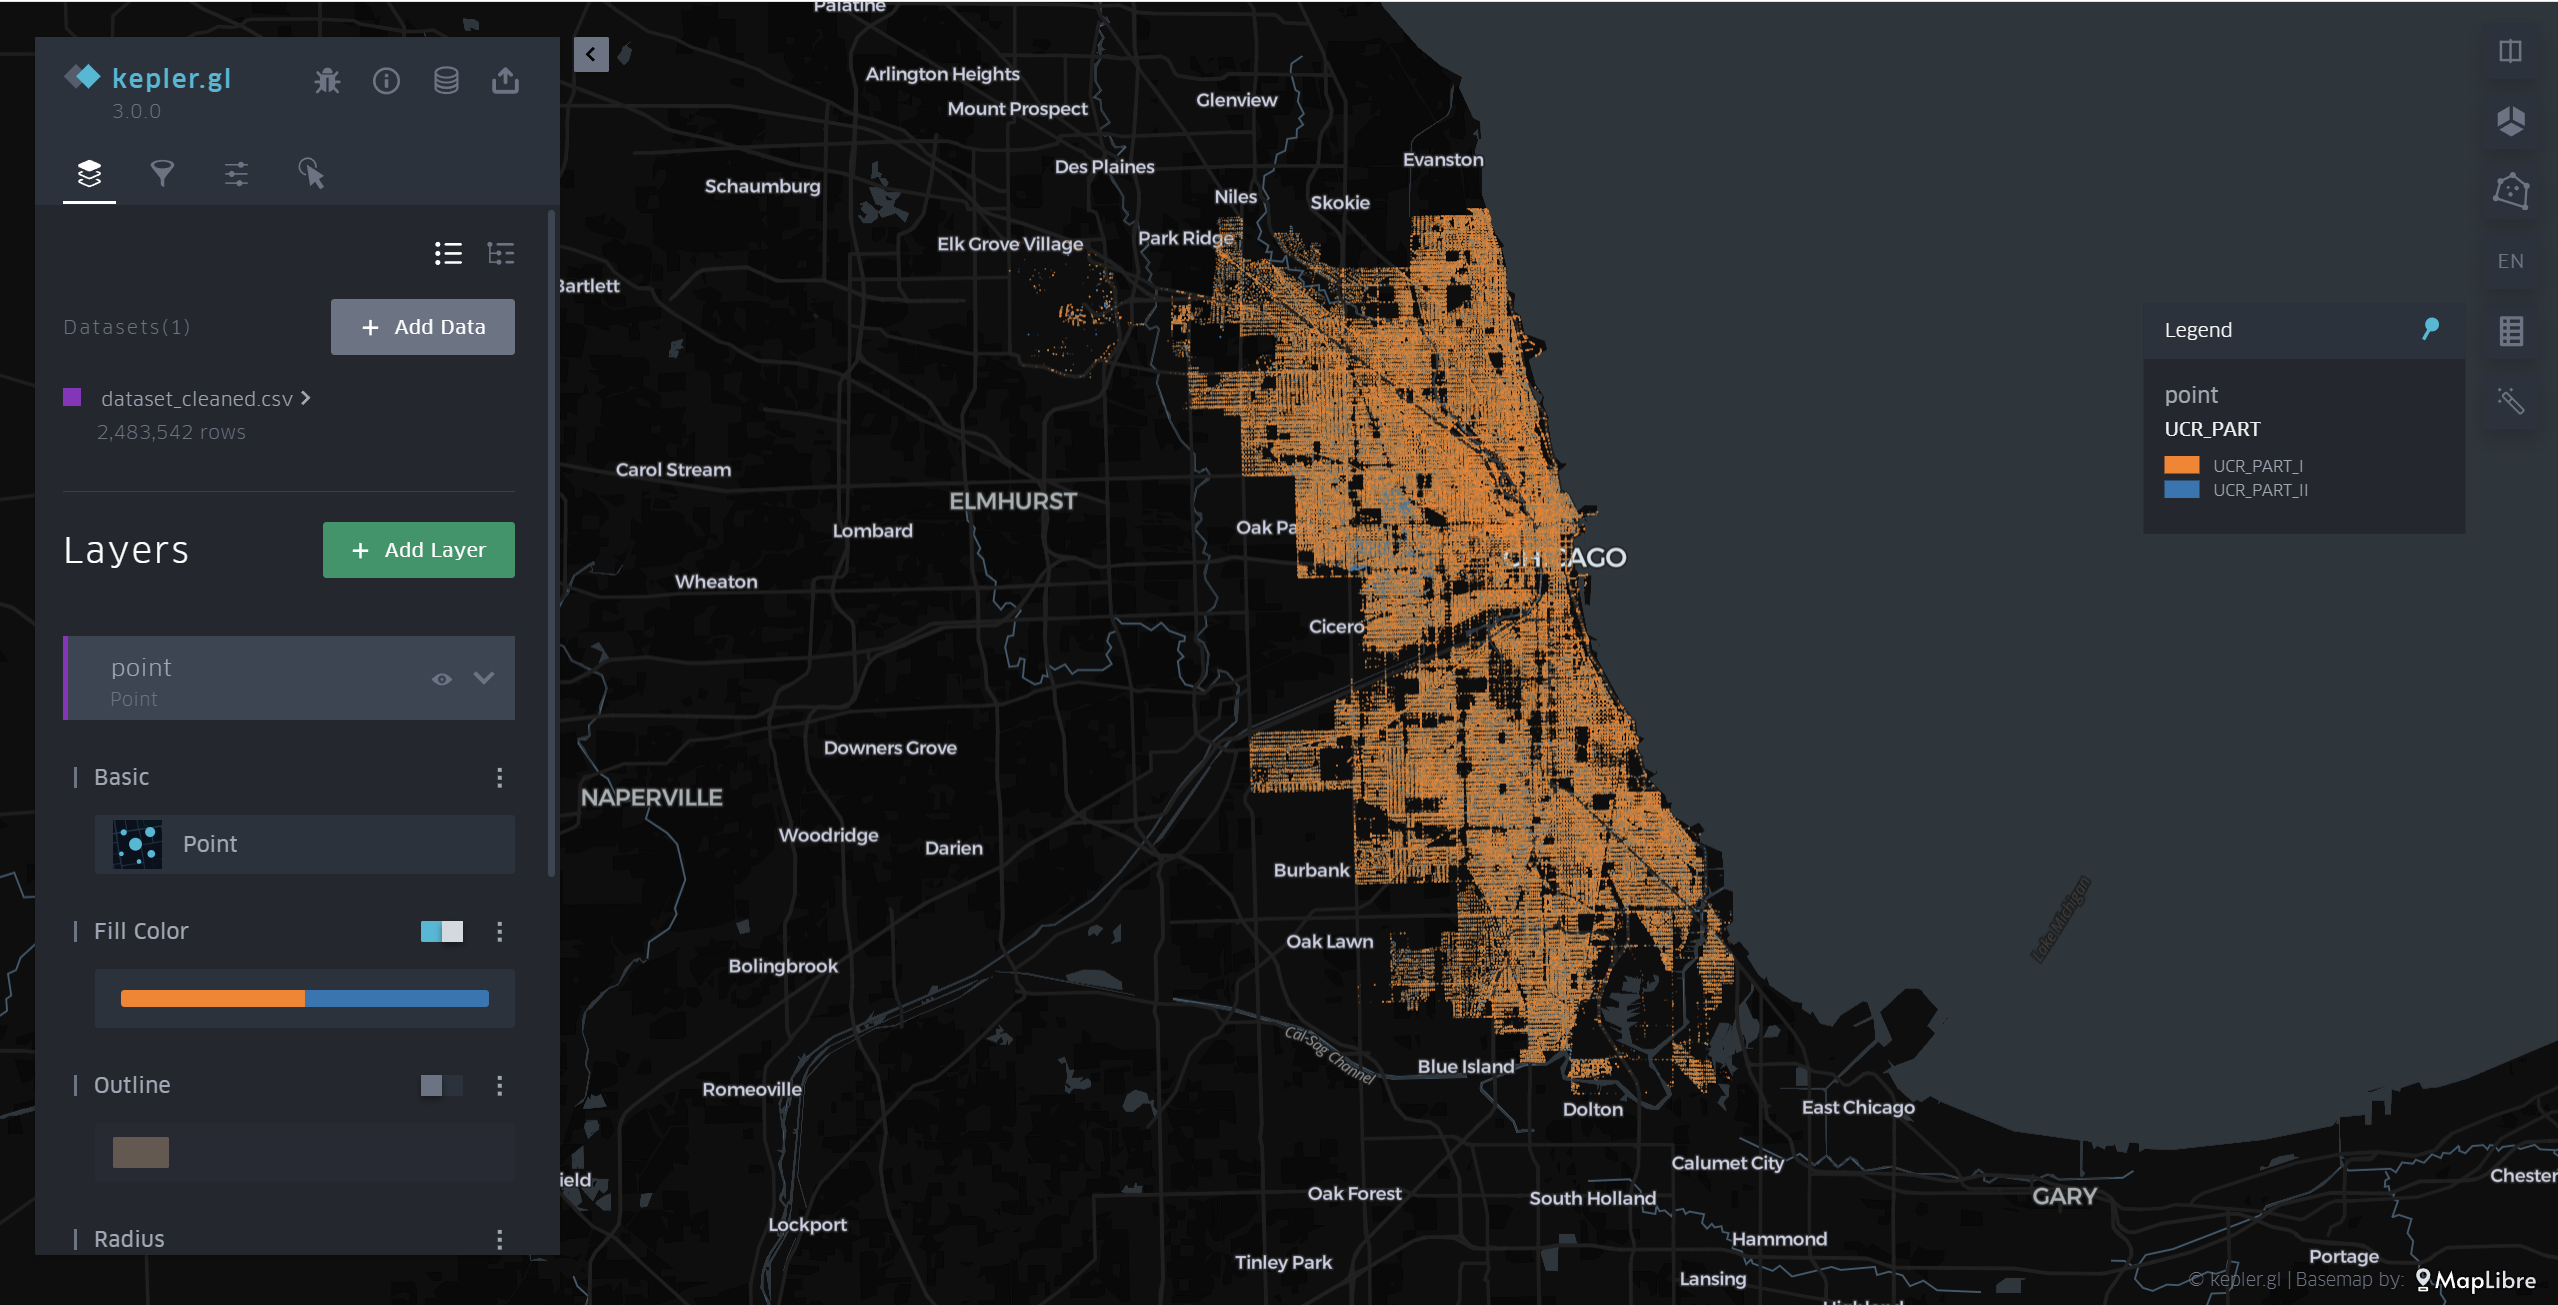 kepler.gl
3.0.0
Datasets(1)
+ Add Data
dataset_cleaned.csv
2,483,542 rows
Layers
+ Add Layer
point
Point
Basic
Point
Fill Color
Outline
Radius
Palatine
Arlington Heights
Mount Prospect
Glenview
Evanston
Des Plaines
Schaumburg
Niles
Skokie
Park Ridge
Elk Grove Village
Bartlett
Carol Stream
ELMHURST
Lombard
Oak Pa
CHICAGO
Wheaton
Cicero
Downers Grove
NAPERVILLE
Woodridge
Darien
Burbank
Oak Lawn
Bolingbrook
Lake Michigan
Cal-Sag Channel
Blue Island
Romeoville
Dolton
East Chicago
Calumet City
ield
Oak Forest
South Holland
GARY
Chester
Lockport
Hammond
Tinley Park
Lansing
Portage
EN
Legend
point
UCR_PART
UCR_PART_I
UCR_PART_II
© kepler.gl | Basemap by: MapLibre